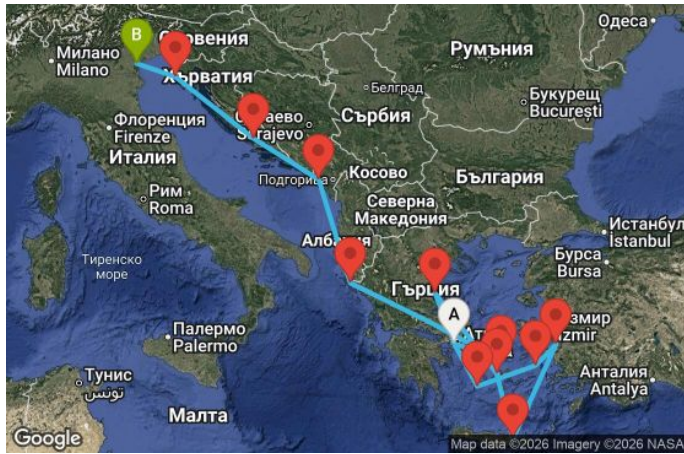 Словения
Одеса
Милано
Milano
B
Хърватия
Румъния
Белград
Букурещ
București
Флоренция
Firenze
Sarajevo
Сърбия
Италия
Подгорица
Косово
България
Рим
Roma
Северна
Македония
Истанбул
İstanbul
Албания
Бурса
Bursa
Тиренско
море
Гърция
A
Измир
Izmir
Палермо
Palermo
Анталия
Antalya
Тунис
تونس
Малта
Google
Map data ©2026 Imagery ©2026 NASA